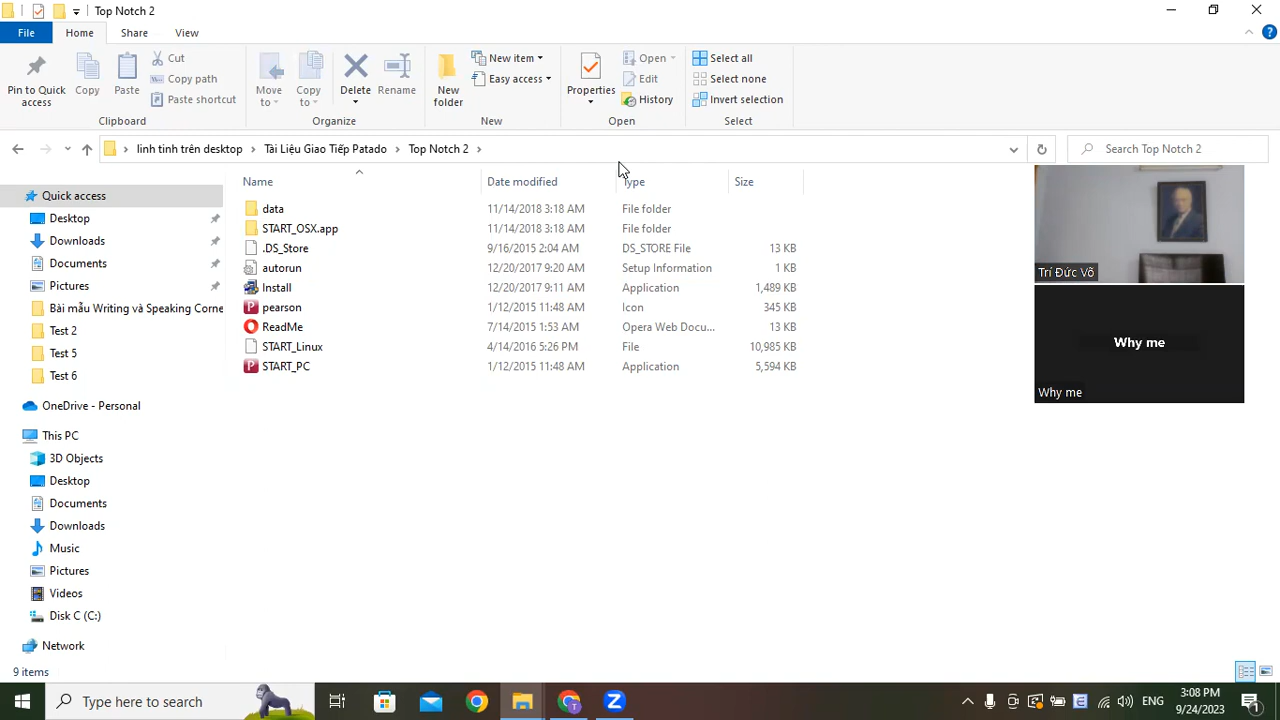 Top Notch 2
File
Home
Share
View
Pin to Quick
access
Copy
Paste
Cut
Copy path
Paste shortcut
Clipboard
Move
to
Copy
to
Delete
Rename
Organize
New
folder
New item
Easy access
New
Properties
Open
Edit
History
Open
Select all
Select none
Invert selection
Select
linh tinh trên desktop
Tài Liệu Giao Tiếp Patado
Top Notch 2
Search Top Notch 2
Name
Date modified
Type
Size
data
11/14/2018 3:18 AM
File folder
START_OSX.app
11/14/2018 3:18 AM
File folder
.DS_Store
9/16/2015 2:04 AM
DS_STORE File
13 KB
autorun
12/20/2017 9:20 AM
Setup Information
1 KB
Install
12/20/2017 9:11 AM
Application
1,489 KB
pearson
1/12/2015 11:48 AM
Icon
345 KB
ReadMe
7/14/2015 1:53 AM
Opera Web Docu...
13 KB
START_Linux
4/14/2016 5:26 PM
File
10,985 KB
START_PC
1/12/2015 11:48 AM
Application
5,594 KB
Quick access
Desktop
Downloads
Documents
Pictures
Bài mẫu Writing và Speaking Corne
Test 2
Test 5
Test 6
OneDrive - Personal
This PC
3D Objects
Desktop
Documents
Downloads
Music
Pictures
Videos
Disk C (C:)
Network
9 items
Trí Đức Võ
Why me
Why me
Type here to search
ENG
3:08 PM
9/24/2023
1